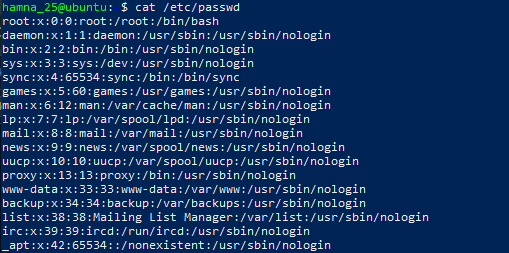 hamna_25@ubuntu:~$ cat /etc/passwd
root:x:0:0:root:/root:/bin/bash
daemon:x:1:1:daemon:/usr/sbin:/usr/sbin/nologin
bin:x:2:2:bin:/bin:/usr/sbin/nologin
sys:x:3:3:sys:/dev:/usr/sbin/nologin
sync:x:4:65534:sync:/bin:/bin/sync
games:x:5:60:games:/usr/games:/usr/sbin/nologin
man:x:6:12:man:/var/cache/man:/usr/sbin/nologin
lp:x:7:7:lp:/var/spool/lpd:/usr/sbin/nologin
mail:x:8:8:mail:/var/mail:/usr/sbin/nologin
news:x:9:9:news:/var/spool/news:/usr/sbin/nologin
uucp:x:10:10:uucp:/var/spool/uucp:/usr/sbin/nologin
proxy:x:13:13:proxy:/bin:/usr/sbin/nologin
www-data:x:33:33:www-data:/var/www:/usr/sbin/nologin
backup:x:34:34:backup:/var/backups:/usr/sbin/nologin
list:x:38:38:Mailing List Manager:/var/list:/usr/sbin/nologin
irc:x:39:39:ircd:/run/ircd:/usr/sbin/nologin
_apt:x:42:65534::/nonexistent:/usr/sbin/nologin